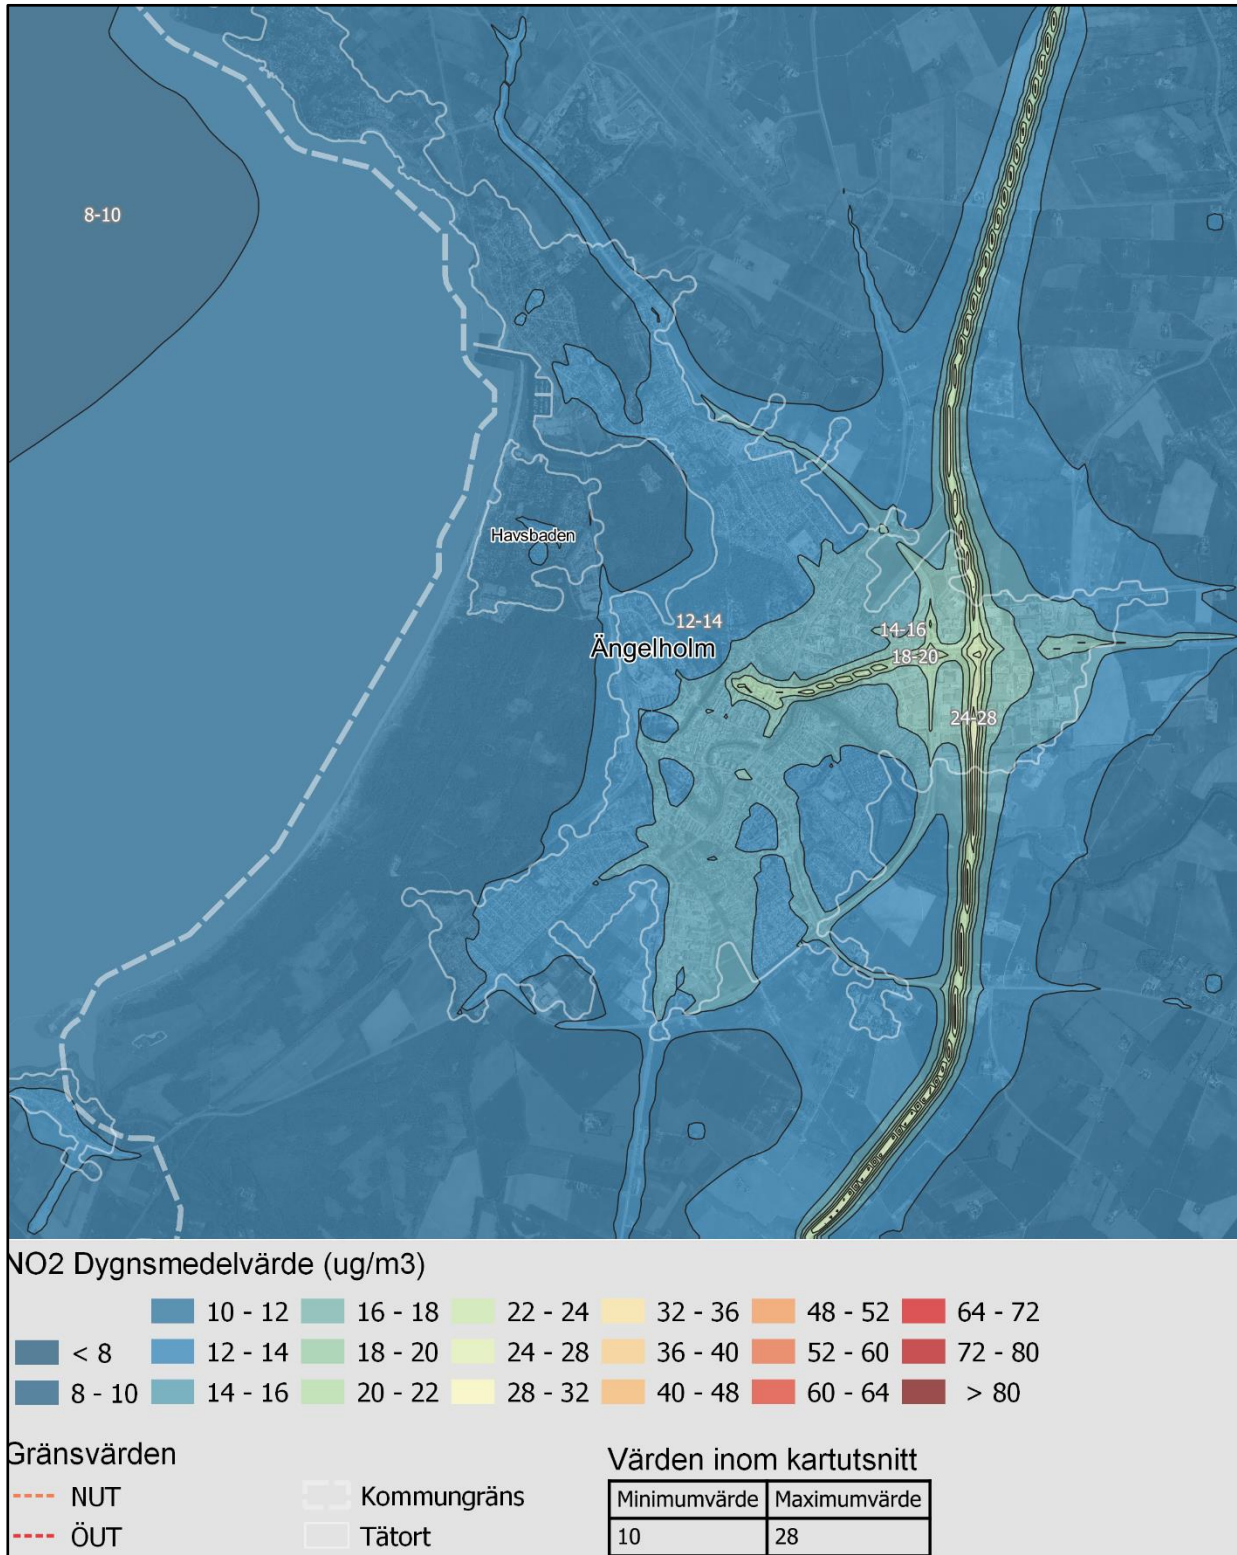 8-10
Havsbaden
12-14
Ängelholm
14-16
18-20
24-28
NO2 Dygnsmedelvärde (ug/m3)
10 - 12 16 - 18 22 - 24 32 - 36 48 - 52 64 - 72
< 8 12 - 14 18 - 20 24 - 28 36 - 40 52 - 60 72 - 80
8 - 10 14 - 16 20 - 22 28 - 32 40 - 48 60 - 64 > 80
Gränsvärden
NUT
ÖUT
Kommungräns
Tätort
Värden inom kartutsnitt
Minimumvärde Maximumvärde
10 28